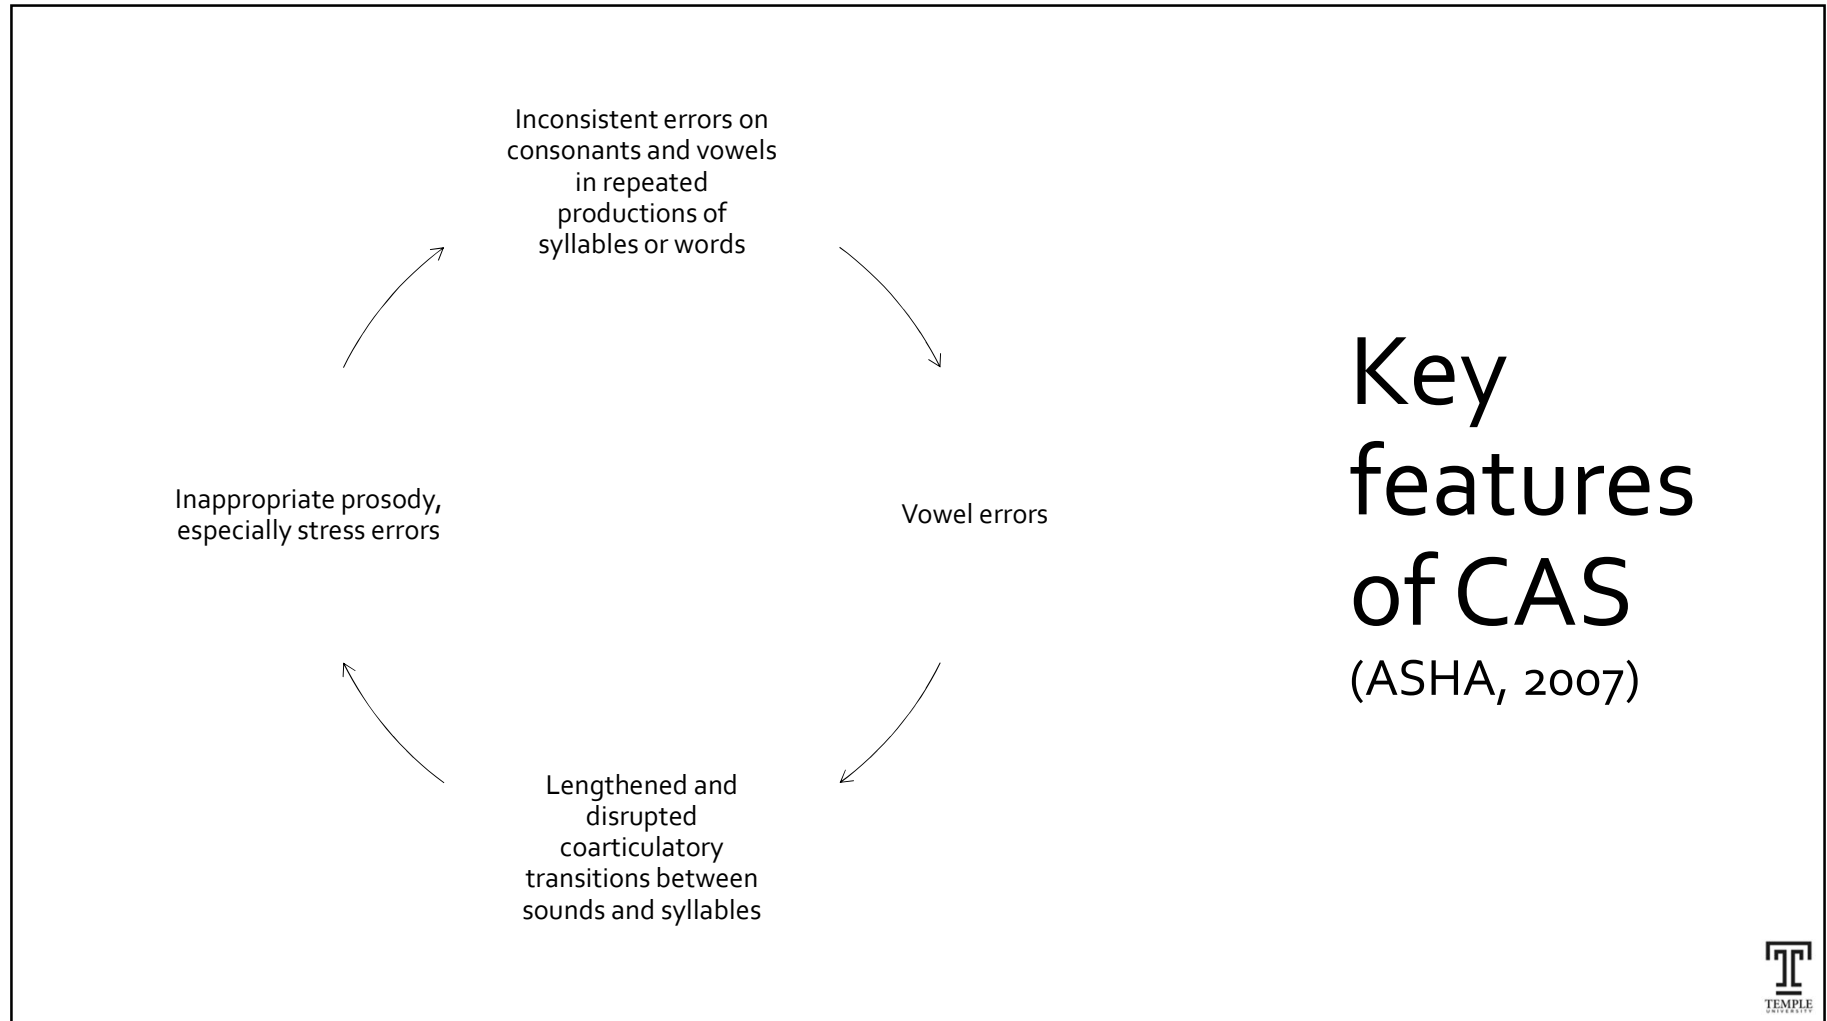 Inconsistent errors on
consonants and vowels
in repeated
productions of
syllables or words
Vowel errors
Lengthened and
disrupted
coarticulatory
transitions between
sounds and syllables
Inappropriate prosody,
especially stress errors
Key
features
of CAS
(ASHA, 2007)
TEMPLE
UNIVERSITY